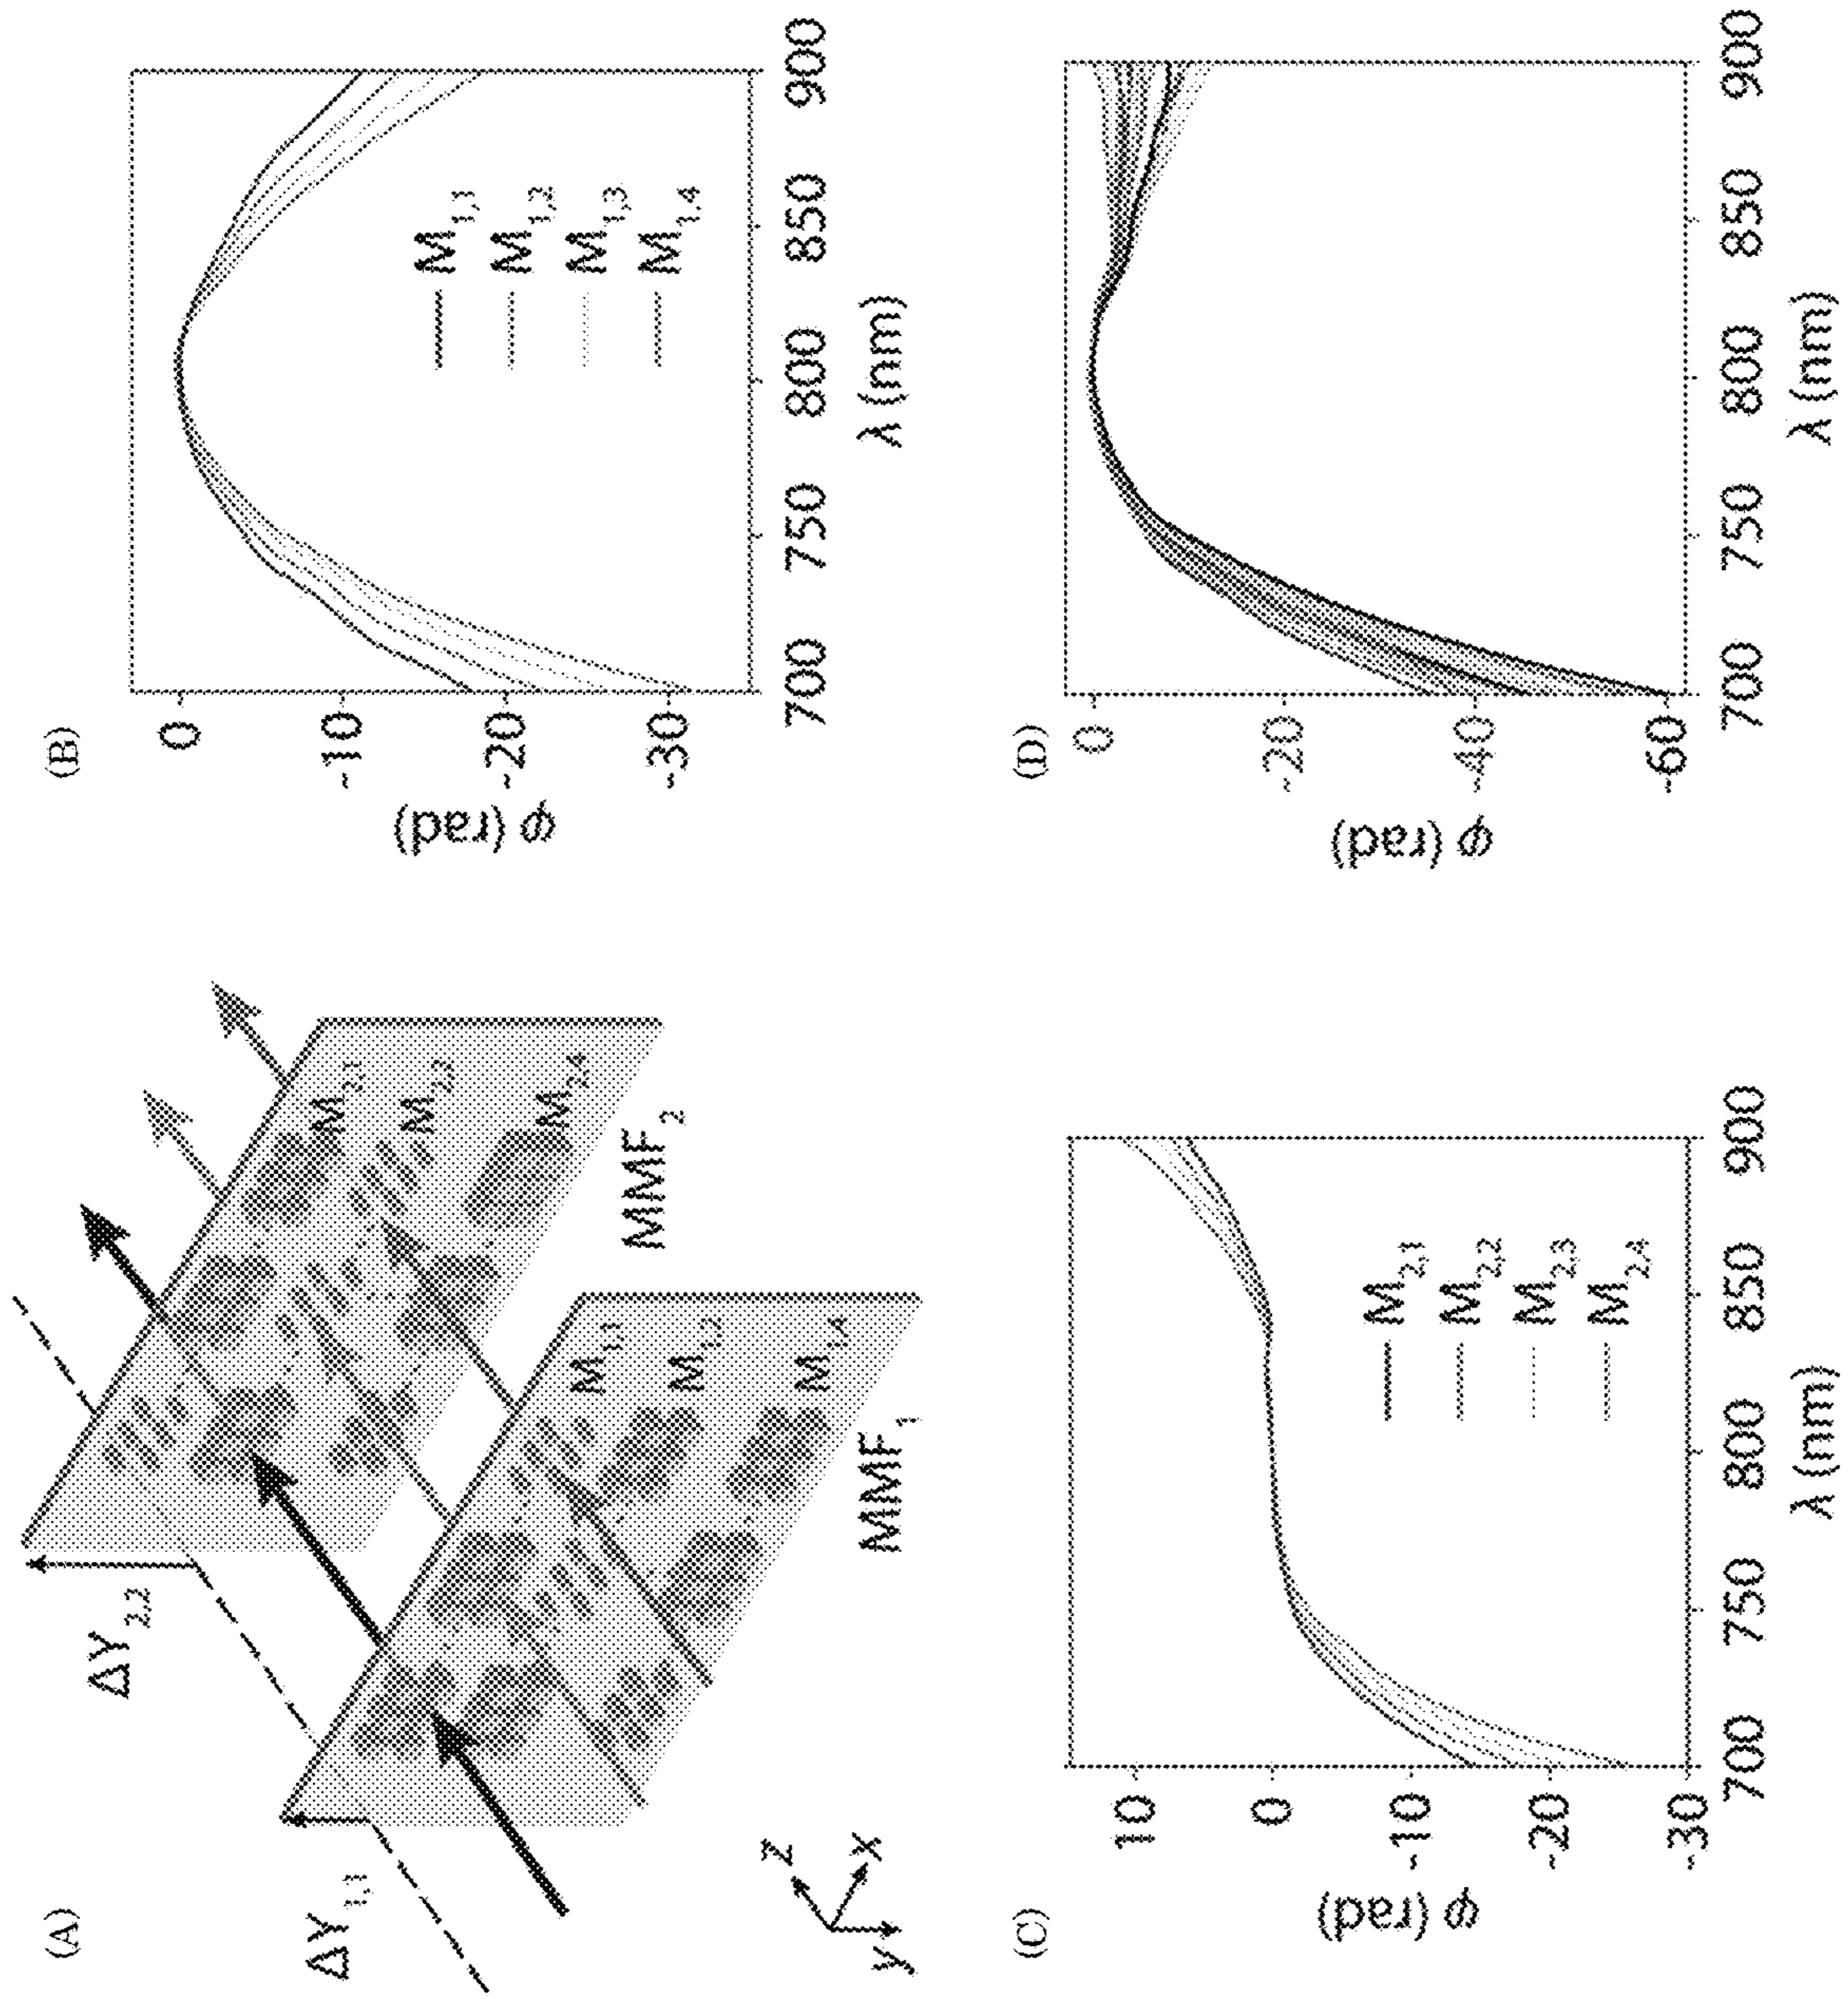 (A)
ΔY1,1
ΔY2,2
M1,1
M1,2
M1,4
MMF1
M2,1
M2,2
M2,4
MMF2
x
y
z
(B)
φ (rad)
0
-10
-20
-30
M1,1
M1,2
M1,3
M1,4
700 750 800 850 900
λ (nm)
(C)
φ (rad)
10
0
-10
-20
-30
M2,1
M2,2
M2,3
M2,4
700 750 800 850 900
λ (nm)
(D)
φ (rad)
0
-20
-40
-60
700 750 800 850 900
λ (nm)